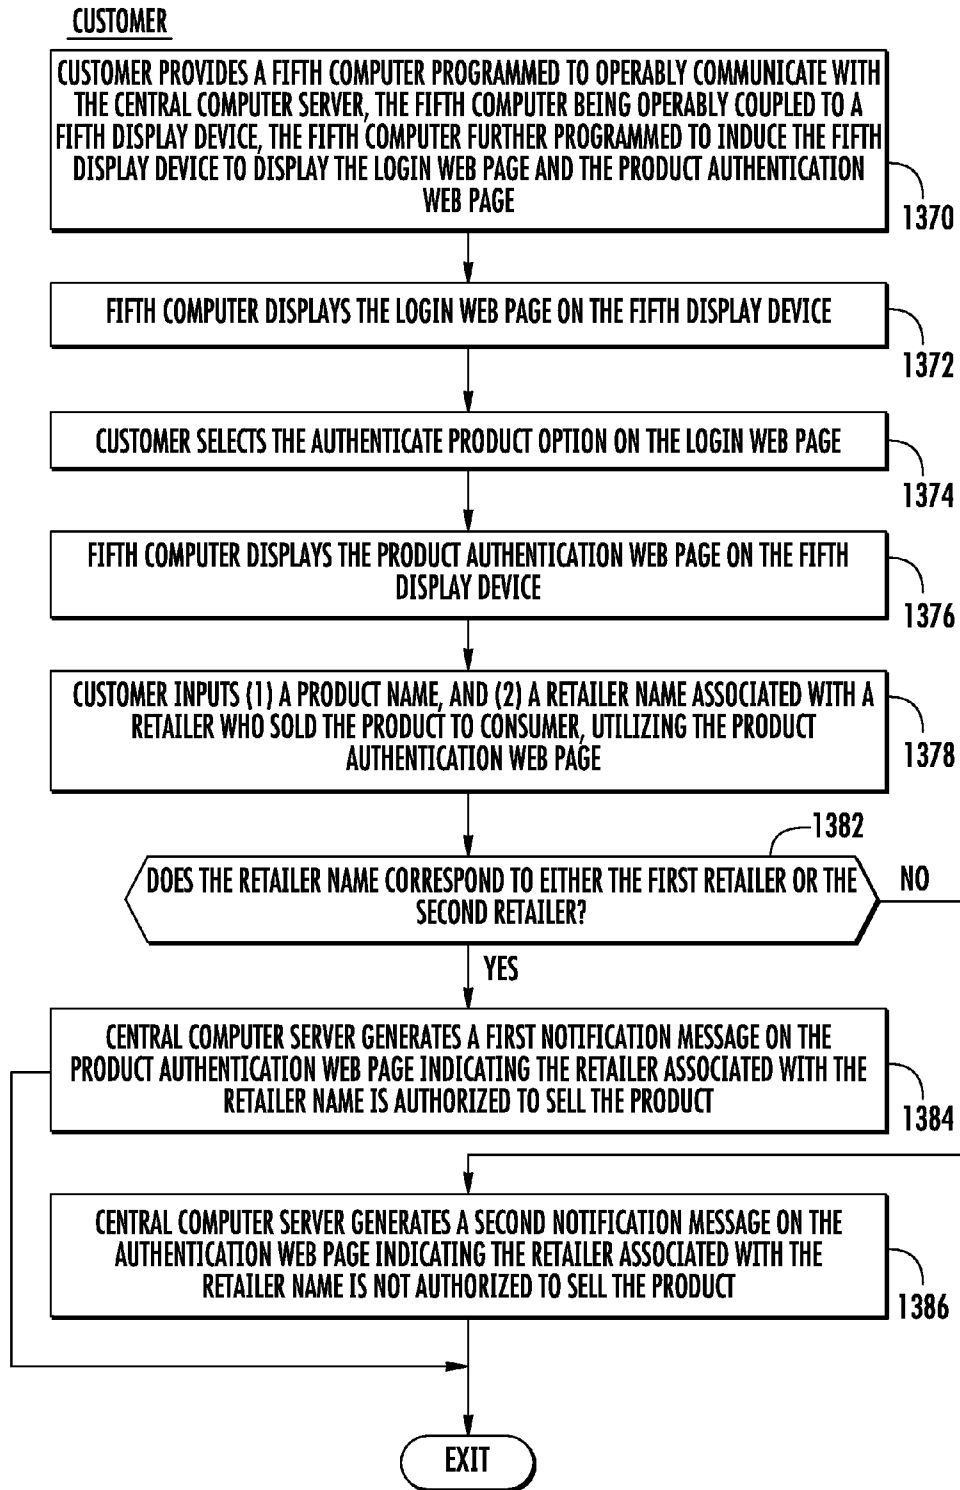 CUSTOMER
CUSTOMER PROVIDES A FIFTH COMPUTER PROGRAMMED TO OPERABLY COMMUNICATE WITH
THE CENTRAL COMPUTER SERVER, THE FIFTH COMPUTER BEING OPERABLY COUPLED TO A
FIFTH DISPLAY DEVICE, THE FIFTH COMPUTER FURTHER PROGRAMMED TO INDUCE THE FIFTH
DISPLAY DEVICE TO DISPLAY THE LOGIN WEB PAGE AND THE PRODUCT AUTHENTICATION
WEB PAGE
1370
FIFTH COMPUTER DISPLAYS THE LOGIN WEB PAGE ON THE FIFTH DISPLAY DEVICE
1372
CUSTOMER SELECTS THE AUTHENTICATE PRODUCT OPTION ON THE LOGIN WEB PAGE
1374
FIFTH COMPUTER DISPLAYS THE PRODUCT AUTHENTICATION WEB PAGE ON THE FIFTH
DISPLAY DEVICE
1376
CUSTOMER INPUTS (1) A PRODUCT NAME, AND (2) A RETAILER NAME ASSOCIATED WITH A
RETAILER WHO SOLD THE PRODUCT TO CONSUMER, UTILIZING THE PRODUCT
AUTHENTICATION WEB PAGE
1378
1382
DOES THE RETAILER NAME CORRESPOND TO EITHER THE FIRST RETAILER OR THE
SECOND RETAILER?
NO
YES
CENTRAL COMPUTER SERVER GENERATES A FIRST NOTIFICATION MESSAGE ON THE
PRODUCT AUTHENTICATION WEB PAGE INDICATING THE RETAILER ASSOCIATED WITH THE
RETAILER NAME IS AUTHORIZED TO SELL THE PRODUCT
1384
CENTRAL COMPUTER SERVER GENERATES A SECOND NOTIFICATION MESSAGE ON THE
AUTHENTICATION WEB PAGE INDICATING THE RETAILER ASSOCIATED WITH THE
RETAILER NAME IS NOT AUTHORIZED TO SELL THE PRODUCT
1386
EXIT